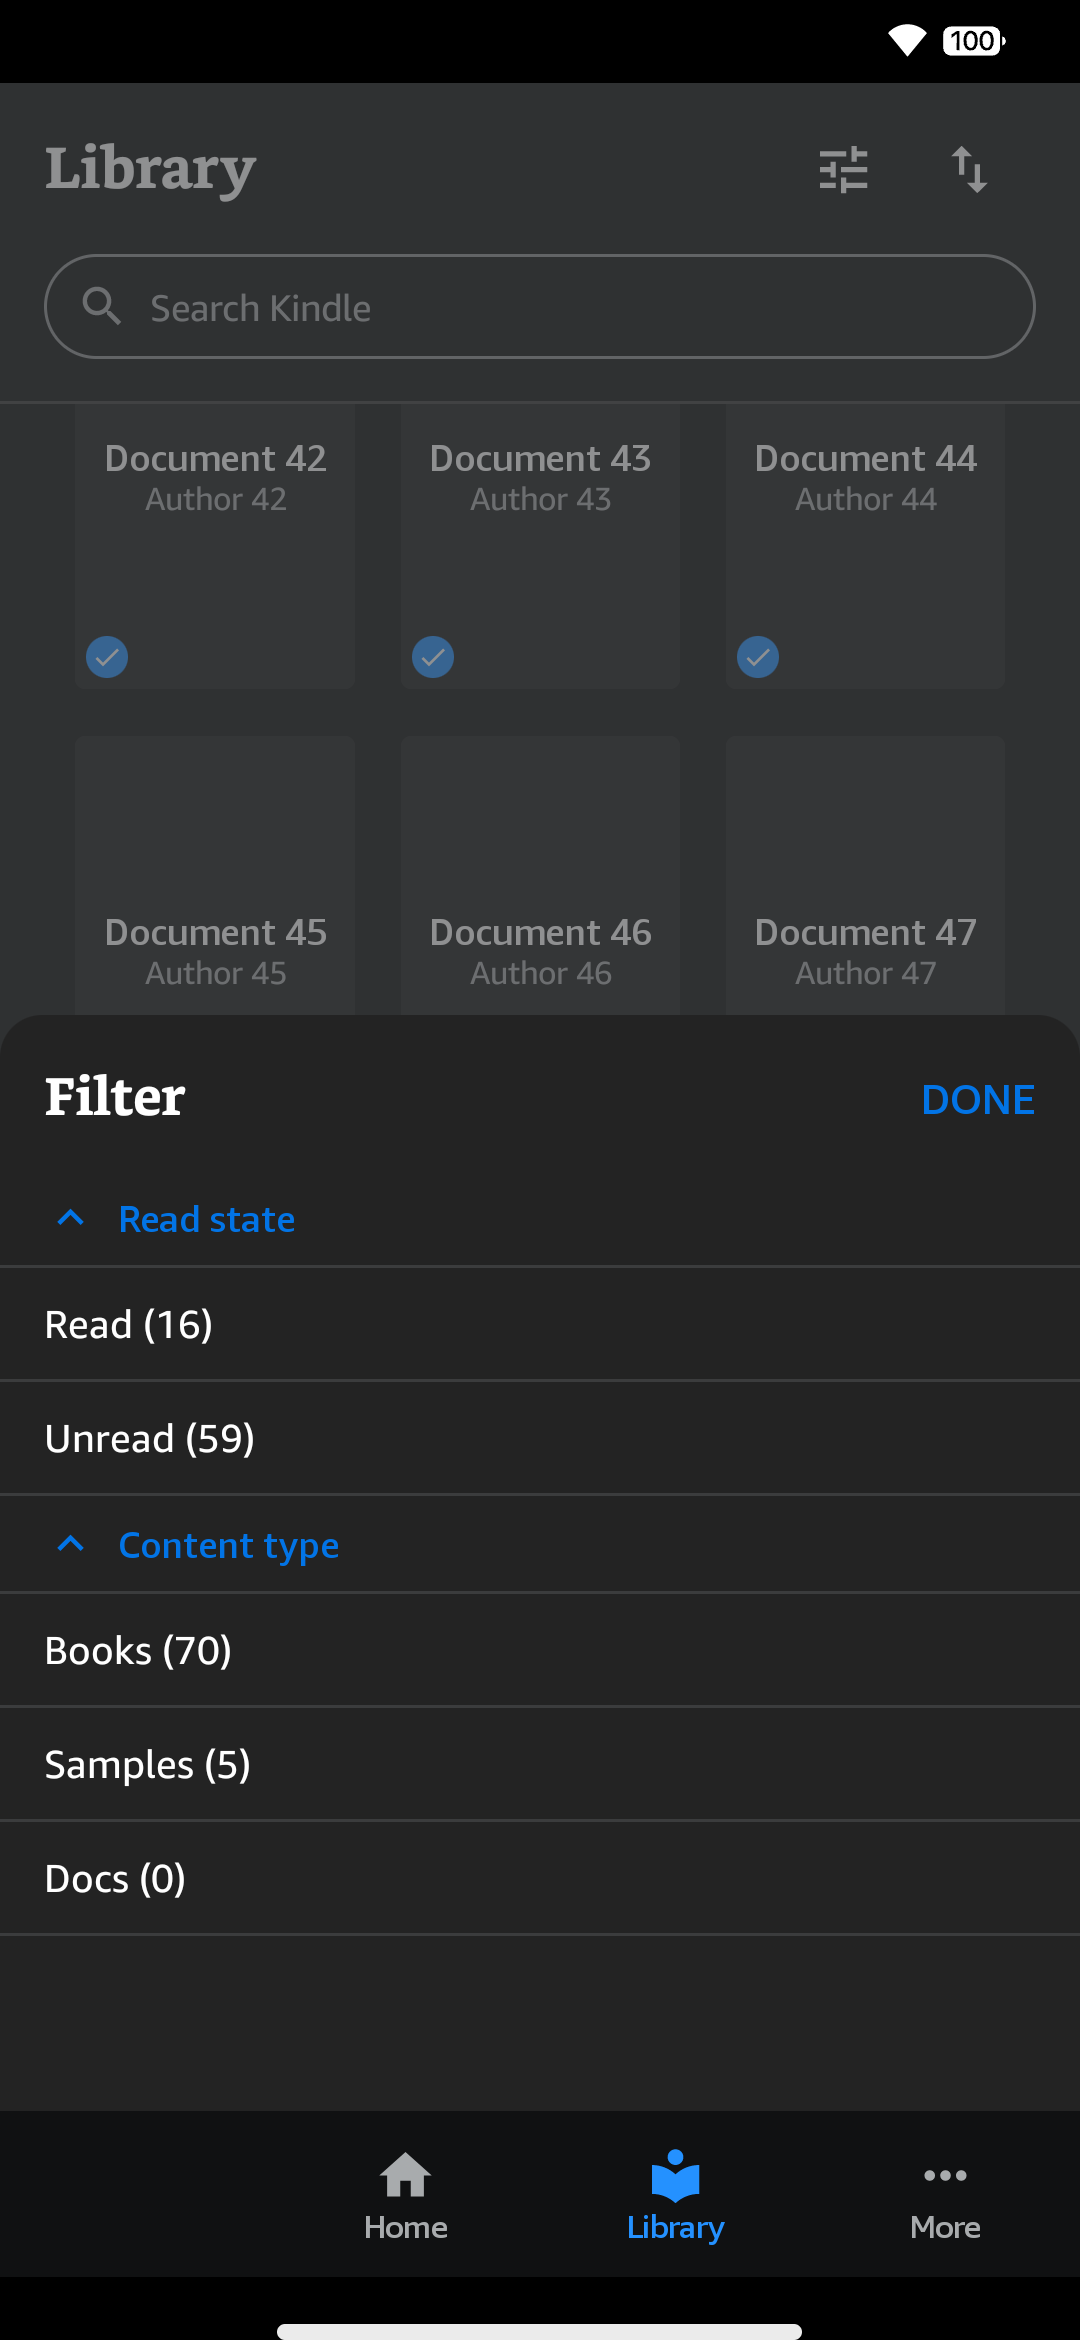 100
Library
Search Kindle
Document 42
Author 42
Document 43
Author 43
Document 44
Author 44
Document 45
Author 45
Document 46
Author 46
Document 47
Author 47
Filter
DONE
Read state
Read (16)
Unread (59)
Content type
Books (70)
Samples (5)
Docs (0)
Home
Library
More